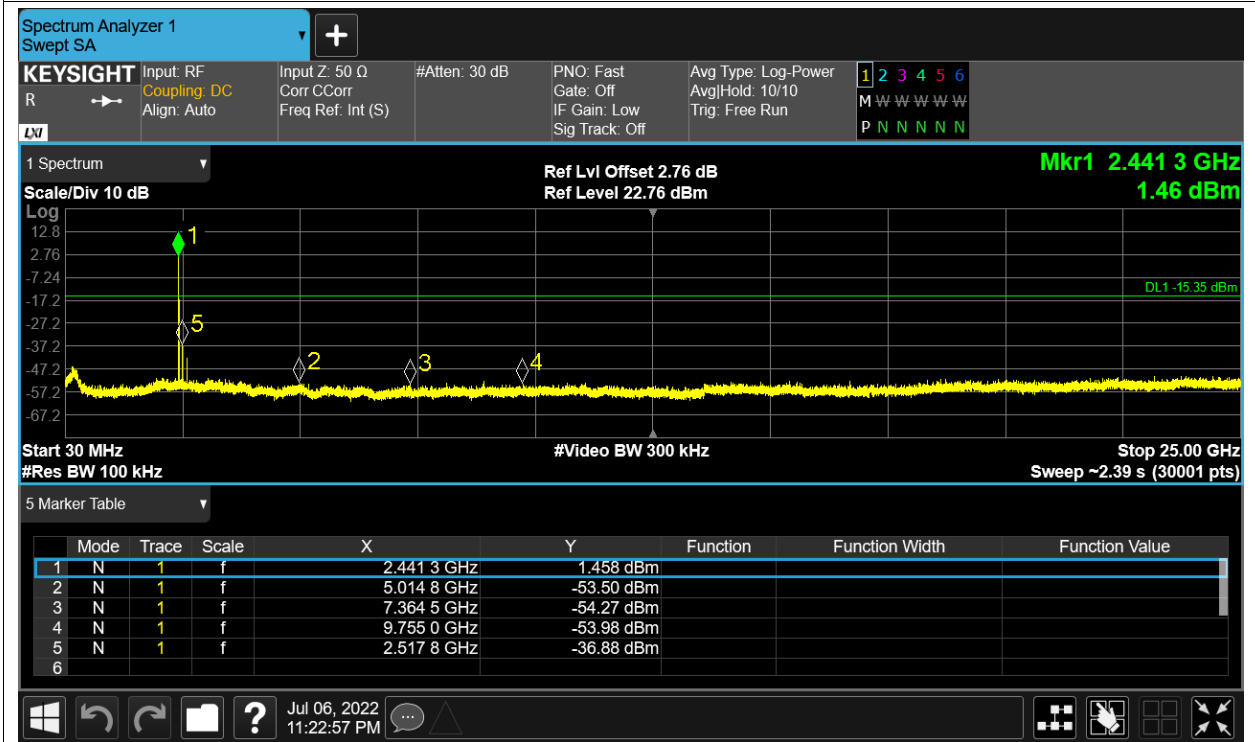 Spectrum Analyzer 1
Swept SA
KEYSIGHT
R
LXI
Input: RF
Coupling: DC
Align: Auto
Input Z: 50 Ω
Corr CCorr
Freq Ref: Int (S)
#Atten: 30 dB
PNO: Fast
Gate: Off
IF Gain: Low
Sig Track: Off
Avg Type: Log-Power
Avg|Hold: 10/10
Trig: Free Run
1 2 3 4 5 6
M W W W W W
P N N N N N
1 Spectrum
Scale/Div 10 dB
Ref Lvl Offset 2.76 dB
Ref Level 22.76 dBm
Mkr1 2.441 3 GHz
1.46 dBm
Log
12.8
2.76
-7.24
-17.2
-27.2
-37.2
-47.2
-57.2
-67.2
1
5
2
3
4
DL1 -15.35 dBm
Start 30 MHz
#Video BW 300 kHz
Stop 25.00 GHz
#Res BW 100 kHz
Sweep ~2.39 s (30001 pts)
5 Marker Table
Mode Trace Scale X Y Function Function Width Function Value
1 N 1 f 2.441 3 GHz 1.458 dBm
2 N 1 f 5.014 8 GHz -53.50 dBm
3 N 1 f 7.364 5 GHz -54.27 dBm
4 N 1 f 9.755 0 GHz -53.98 dBm
5 N 1 f 2.517 8 GHz -36.88 dBm
6
?
Jul 06, 2022
11:22:57 PM